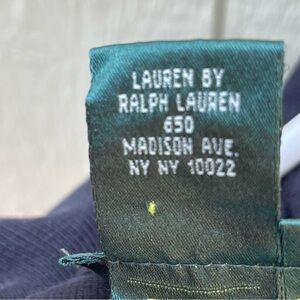 LAUREN BY
RALPH LAUREN
650
MADISON AVE.
NY NY 10022